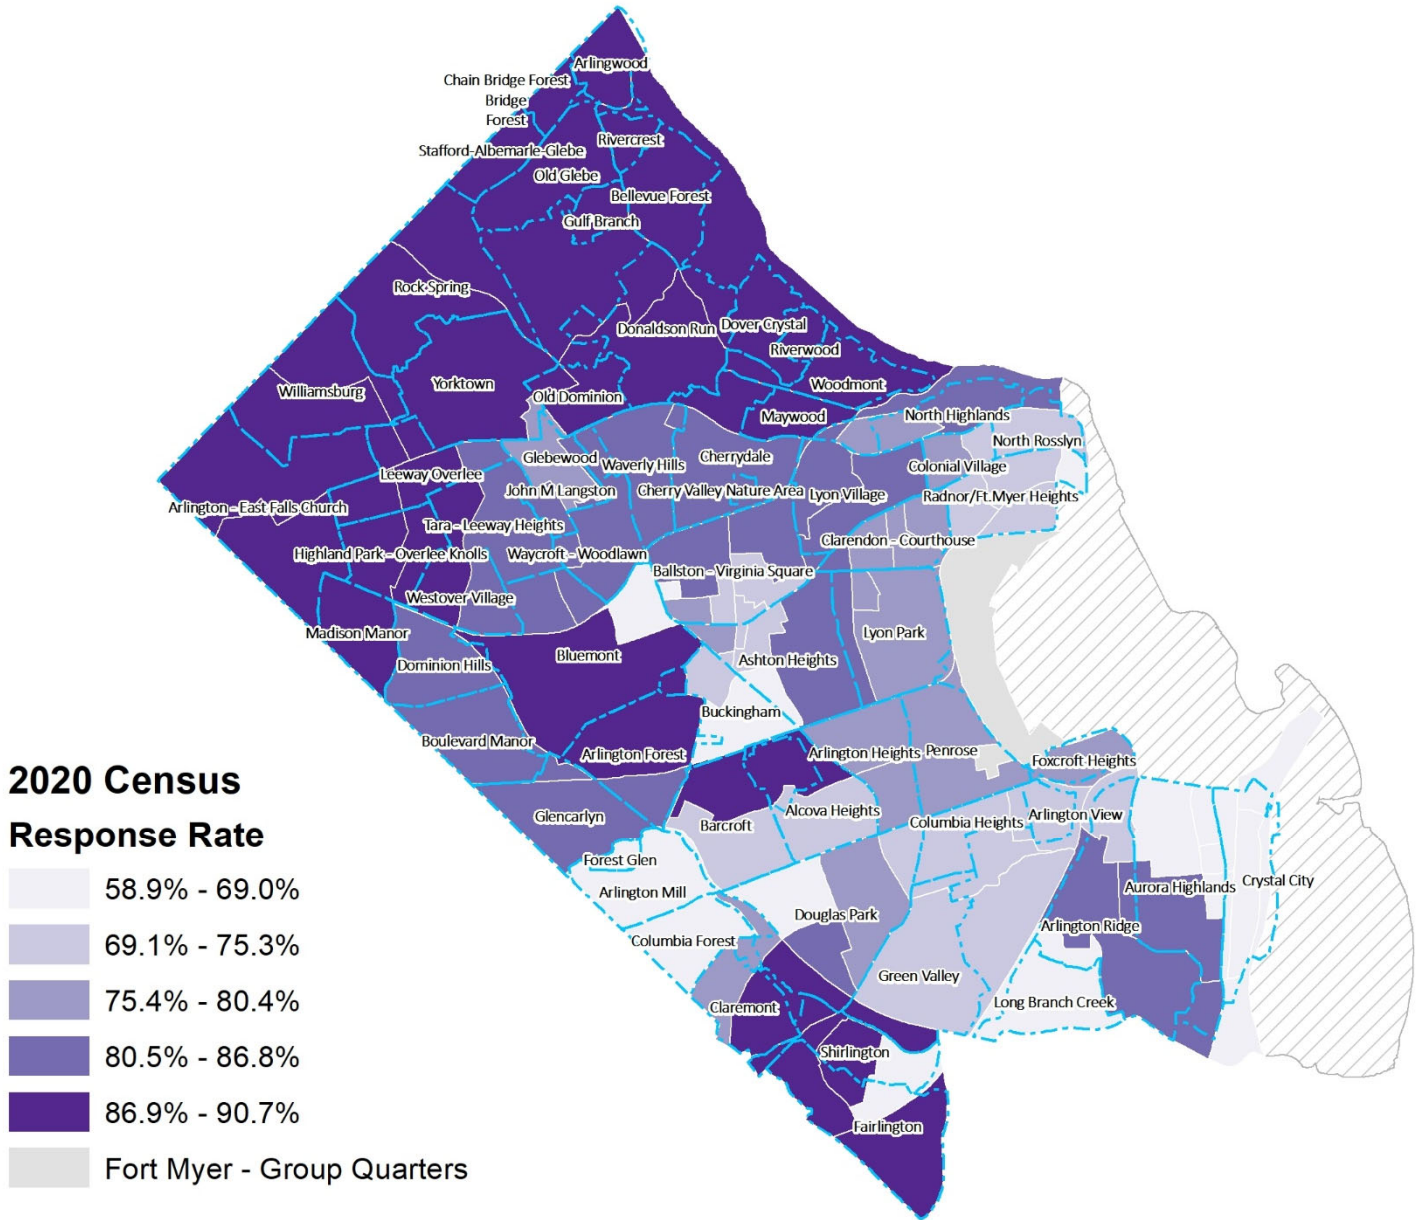 Arlingwood
Chain Bridge Forest
Bridge
Forest
Rivercrest
Stafford-Albemarle-Glebe
Old Glebe
Bellevue Forest
Gulf Branch
Rock Spring
Donaldson Run
Dover Crystal
Riverwood
Williamsburg
Yorktown
Woodmont
Old Dominion
Maywood
North Highlands
North Rosslyn
Glebewood
Waverly Hills
Cherrydale
Colonial Village
Leeway Overlee
John M Langston
Cherry Valley Nature Area
Lyon Village
Radnor/Ft.Myer Heights
Arlington - East Falls Church
Tara - Leeway Heights
Clarendon - Courthouse
Highland Park - Overlee Knolls
Waycroft - Woodlawn
Ballston - Virginia Square
Westover Village
Madison Manor
Lyon Park
Bluemont
Dominion Hills
Ashton Heights
Buckingham
Boulevard Manor
Arlington Forest
Arlington Heights
Penrose
Foxcroft Heights
Glencarlyn
Barcroft
Alcova Heights
Columbia Heights
Arlington View
Forest Glen
Arlington Mill
Aurora Highlands
Crystal City
Douglas Park
Arlington Ridge
Columbia Forest
Green Valley
Claremont
Long Branch Creek
Shirlington
Fairlington
2020 Census
Response Rate
58.9% - 69.0%
69.1% - 75.3%
75.4% - 80.4%
80.5% - 86.8%
86.9% - 90.7%
Fort Myer - Group Quarters